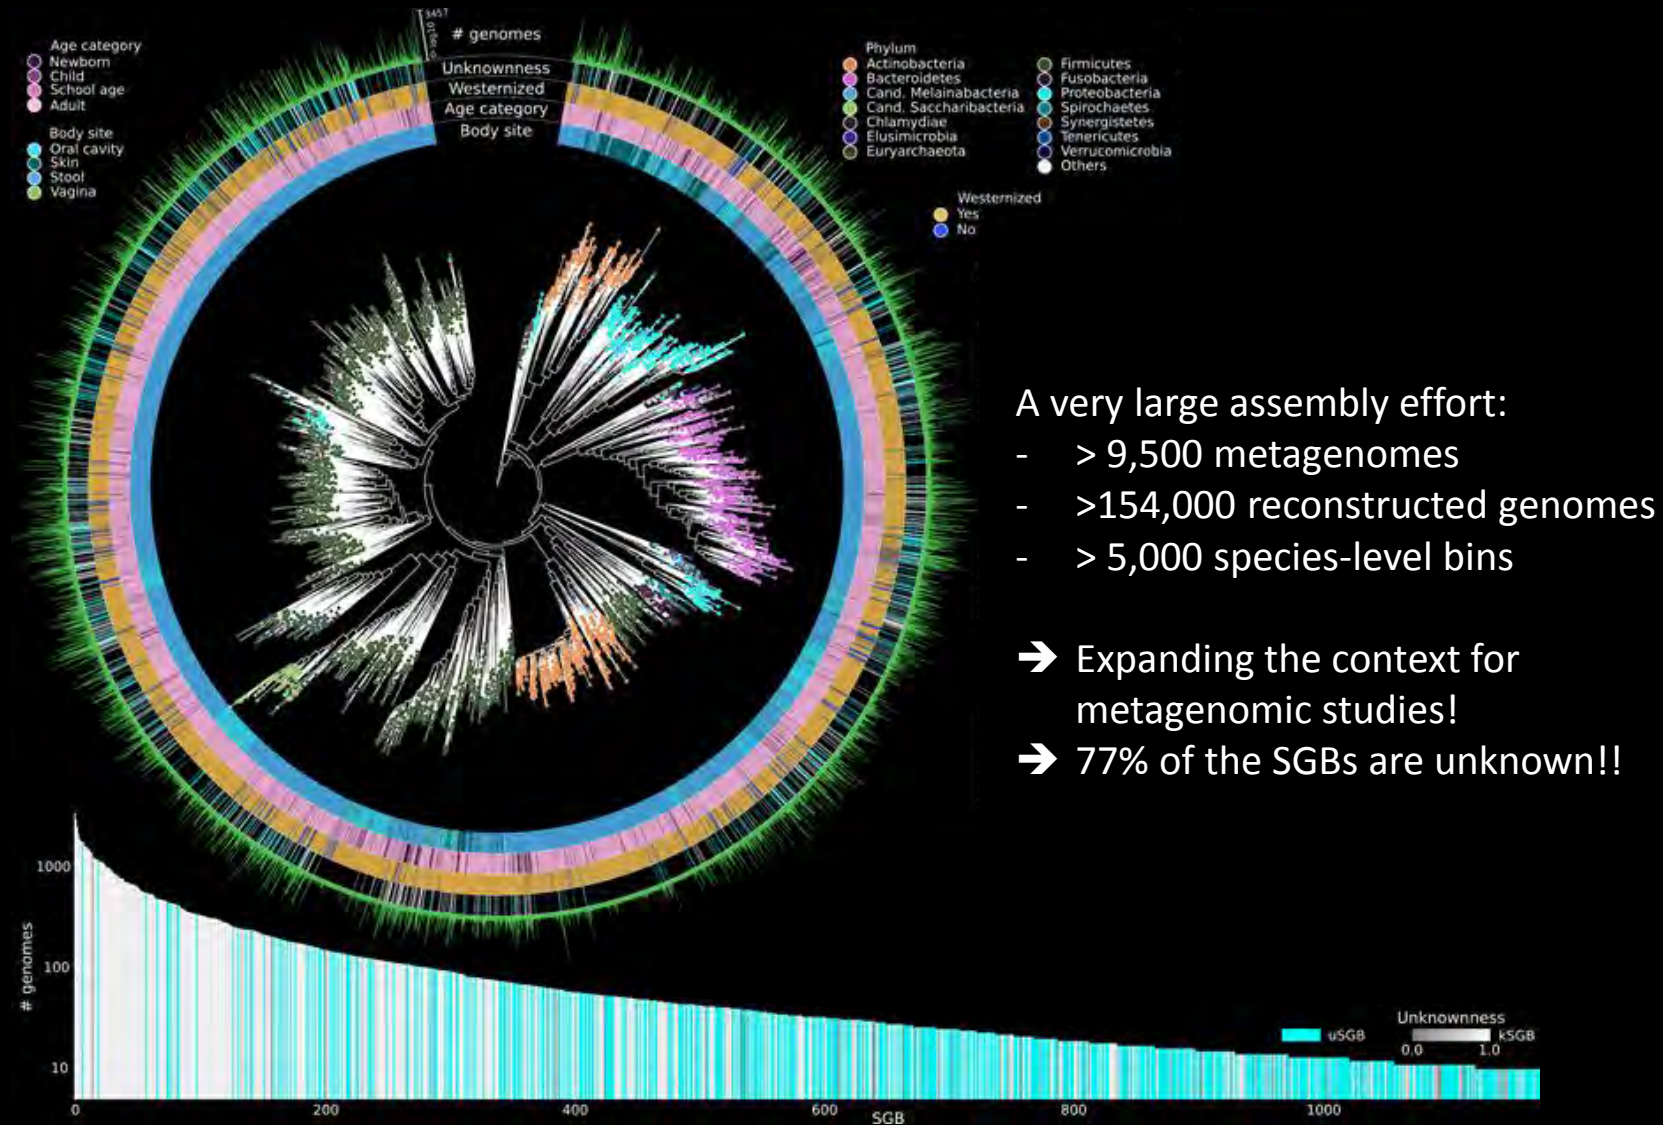 3457
# genomes
Unknownness
Westernized
Age category
Body site
Age category
Newborn
Child
School age
Adult
Body site
Oral cavity
Skin
Stool
Vagina
Phylum
Actinobacteria
Bacteroidetes
Cand. Melainabacteria
Cand. Saccharibacteria
Chlamydiae
Elusimicrobia
Euryarchaeota
Firmicutes
Fusobacteria
Proteobacteria
Spirochaetes
Synergistetes
Tenericutes
Verrucomicrobia
Others
Westernized
Yes
No
A very large assembly effort:
- > 9,500 metagenomes
- >154,000 reconstructed genomes
- > 5,000 species-level bins
➔ Expanding the context for
metagenomic studies!
➔ 77% of the SGBs are unknown!!
# genomes
1000
100
10
0 200 400 600 800 1000
SGB
Unknownness
uSGB kSGB
0.0 1.0